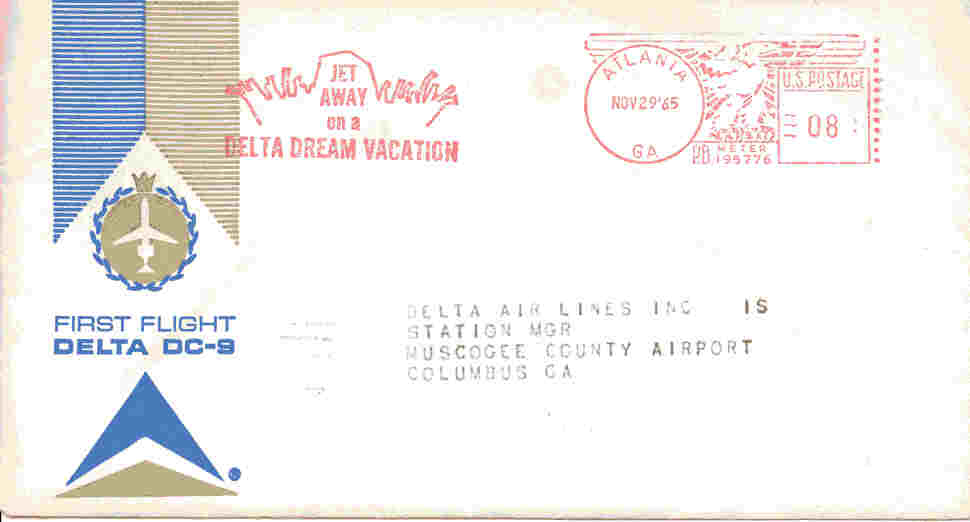 JET
AWAY
on a
DELTA DREAM VACATION
ATLANTA
NOV 29 '65
GA
U.S. POSTAGE
08
P.B. METER
195776
FIRST FLIGHT
DELTA DC-9
DELTA AIR LINES INC IS
STATION MGR
MUSCOGEE COUNTY AIRPORT
COLUMBUS GA